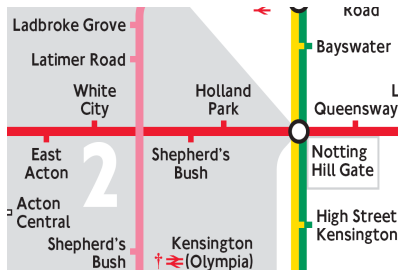 Ladbroke Grove
Road
Bayswater
Latimer Road
White
City
Holland
Park
L
Queensway
East
Acton
2
Shepherd's
Bush
Notting
Hill Gate
Acton
Central
High Street
Kensington
Shepherd's
Bush
Kensington
(Olympia)